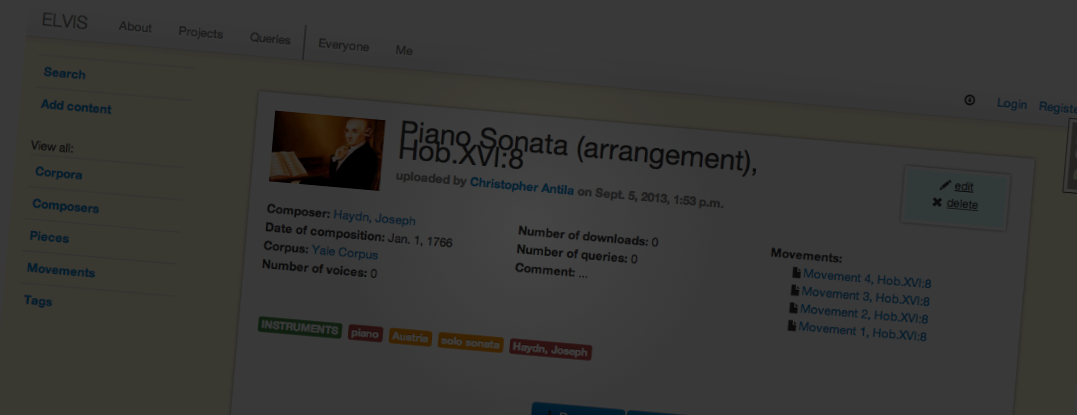 ELVIS About Projects Queries Everyone Me
Login
Search
Add content
View all:
Corpora
Composers
Pieces
Movements
Tags
Piano Sonata (arrangement),
Hob.XVI:8
uploaded by Christopher Antila on Sept. 5, 2013, 1:53 p.m.
edit
delete
Composer: Haydn, Joseph
Date of composition: Jan. 1, 1766
Corpus: Yale Corpus
Number of voices: 0
Number of downloads: 0
Number of queries: 0
Comment: ...
Movements:
Movement 4, Hob.XVI:8
Movement 3, Hob.XVI:8
Movement 2, Hob.XVI:8
Movement 1, Hob.XVI:8
INSTRUMENTS piano Austria solo sonata Haydn, Joseph